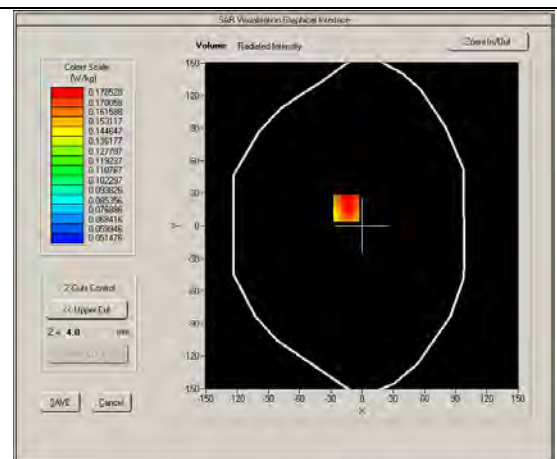 SAR Visualisation Graphical Interface
Volume Radiated Intensity
Zoom In/Out
Colors Scale
(W/kg)
0.178528
0.170058
0.161588
0.153117
0.144647
0.136177
0.127707
0.119237
0.110767
0.102297
0.093826
0.085356
0.076886
0.068416
0.059946
0.051476
Z Cuts Control
<< Upper Cut
Z = 4.0 mm
SAVE
Cancel
150
120
90
60
30
0
-30
-60
-90
-120
-150
Y
-150 -120 -90 -60 -30 0 30 60 90 120 150
X